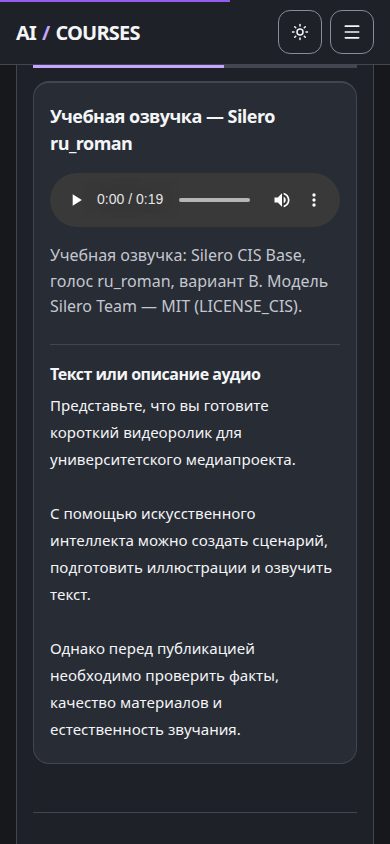 AI / COURSES
Учебная озвучка — Silero
ru_roman
0:00 / 0:19
Учебная озвучка: Silero CIS Base,
голос ru_roman, вариант B. Модель
Silero Team — MIT (LICENSE_CIS).
Текст или описание аудио
Представьте, что вы готовите
короткий видеоролик для
университетского медиапроекта.
С помощью искусственного
интеллекта можно создать сценарий,
подготовить иллюстрации и озвучить
текст.
Однако перед публикацией
необходимо проверить факты,
качество материалов и
естественность звучания.